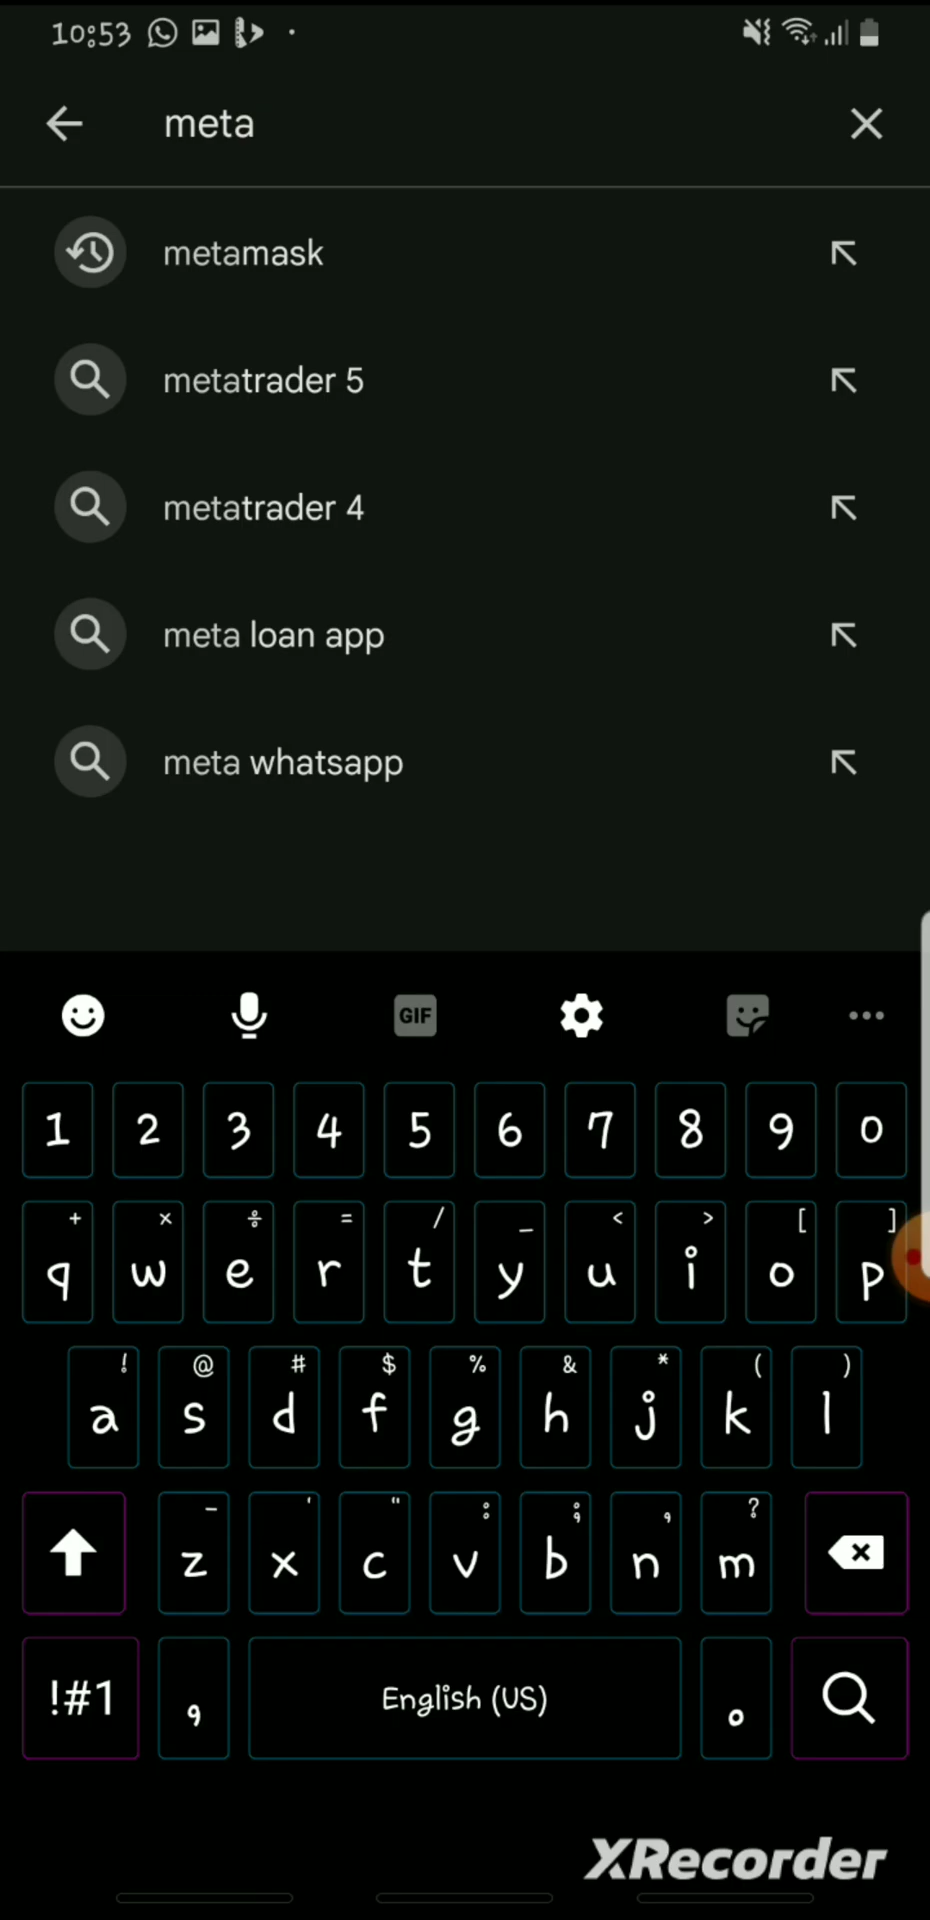 10:53
meta
metamask
metatrader 5
metatrader 4
meta loan app
meta whatsapp
GIF
1 2 3 4 5 6 7 8 9 0
+ × ÷ = / _ < > [ ]
q w e r t y u i o p
! @ # $ % & * ( )
a s d f g h j k l
- ' " : ; , ?
z x c v b n m
!#1 , English (US) .
XRecorder